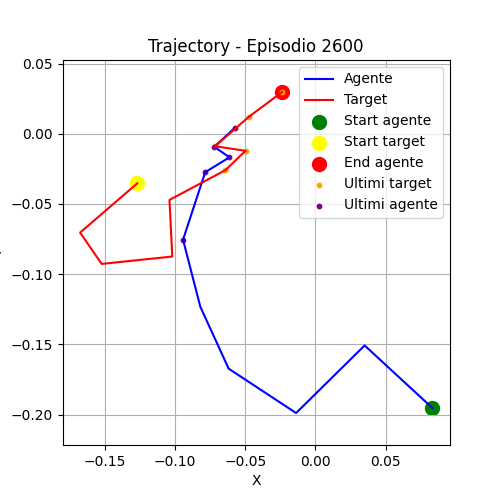 Trajectory - Episodio 2600
0.05
0.00
−0.05
−0.10
−0.15
−0.20
Agente
Target
Start agente
Start target
End agente
Ultimi target
Ultimi agente
−0.15
−0.10
−0.05
0.00
0.05
X